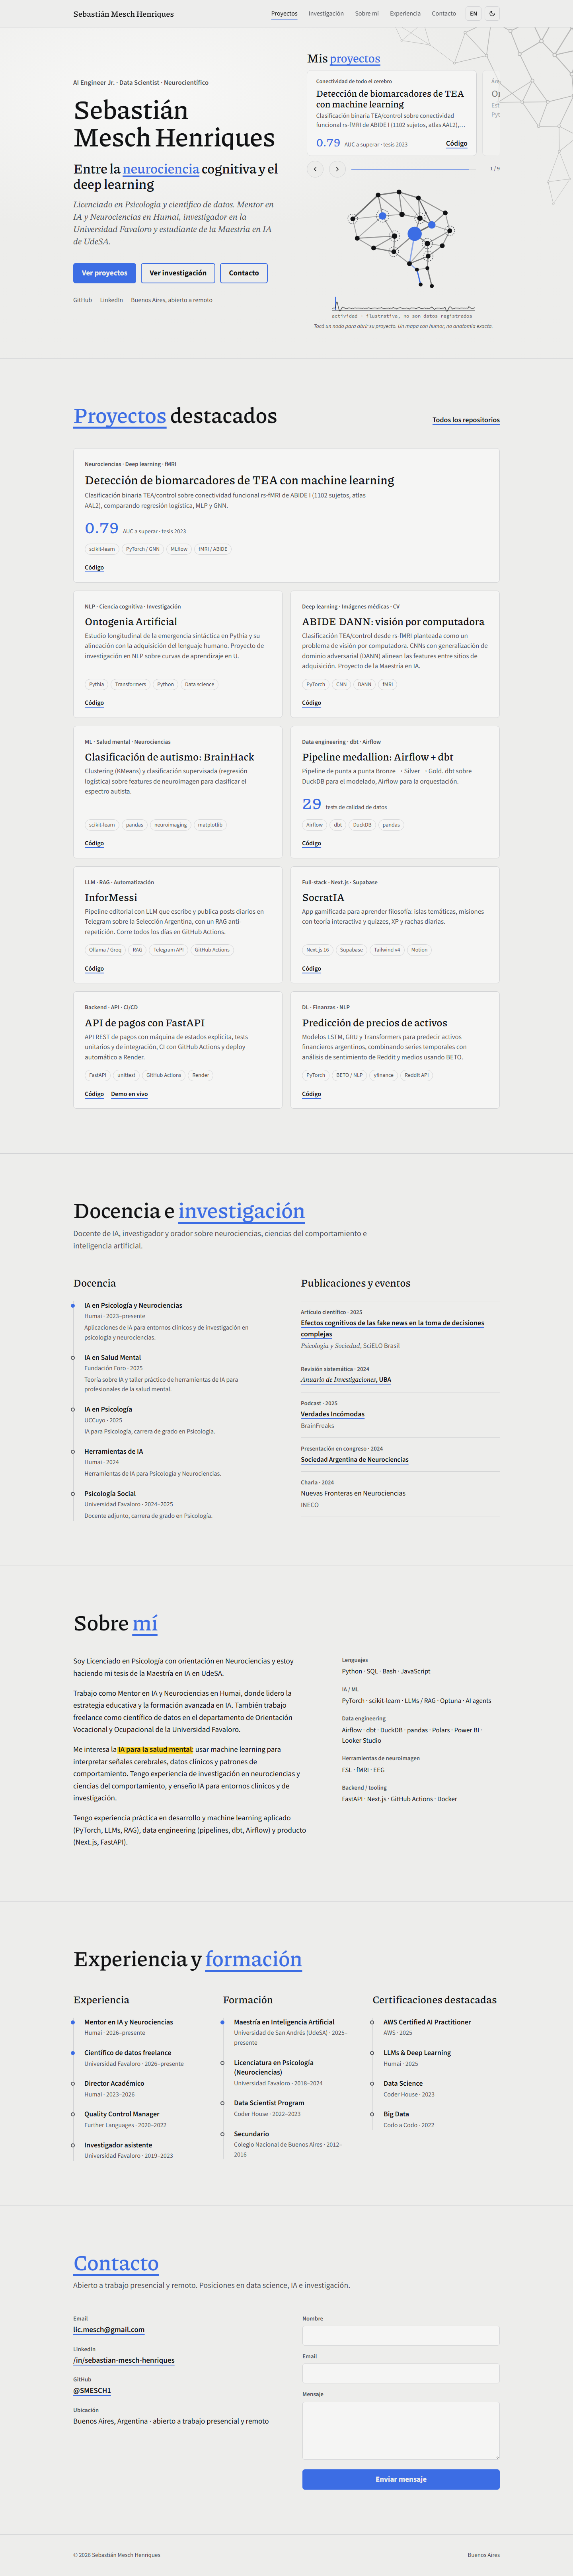 Sebastián Mesch Henriques
Proyectos
Investigación
Sobre mí
Experiencia
Contacto
EN
AI Engineer Jr. · Data Scientist · Neurocientífico
Sebastián
Mesch Henriques
Entre la neurociencia cognitiva y el
deep learning
Licenciado en Psicología y científico de datos. Mentor en
IA y Neurociencias en Humai, investigador en la
Universidad Favaloro y estudiante de la Maestría en IA
de UdeSA.
Ver proyectos
Ver investigación
Contacto
GitHub
LinkedIn
Buenos Aires, abierto a remoto
Mis proyectos
Conectividad de todo el cerebro
Detección de biomarcadores de TEA
con machine learning
Clasificación binaria TEA/control sobre conectividad
funcional rs-fMRI de ABIDE I (1102 sujetos, atlas AAL2),…
0.79 AUC a superar · tesis 2023
Código
1 / 9
actividad · ilustrativa, no son datos registrados
Tocá un nodo para abrir su proyecto. Un mapa con humor, no anatomía exacta.
Proyectos destacados
Todos los repositorios
Neurociencias · Deep learning · fMRI
Detección de biomarcadores de TEA con machine learning
Clasificación binaria TEA/control sobre conectividad funcional rs-fMRI de ABIDE I (1102 sujetos, atlas
AAL2), comparando regresión logística, MLP y GNN.
0.79 AUC a superar · tesis 2023
scikit-learn
PyTorch / GNN
MLflow
fMRI / ABIDE
Código
NLP · Ciencia cognitiva · Investigación
Ontogenia Artificial
Estudio longitudinal de la emergencia sintáctica en Pythia y su
alineación con la adquisición del lenguaje humano. Proyecto de
investigación en NLP sobre curvas de aprendizaje en U.
Pythia
Transformers
Python
Data science
Código
Deep learning · Imágenes médicas · CV
ABIDE DANN: visión por computadora
Clasificación TEA/control desde rs-fMRI planteada como un
problema de visión por computadora. CNNs con generalización de
dominio adversarial (DANN) alinean las features entre sitios de
adquisición. Proyecto de la Maestría en IA.
PyTorch
CNN
DANN
fMRI
Código
ML · Salud mental · Neurociencias
Clasificación de autismo: BrainHack
Clustering (KMeans) y clasificación supervisada (regresión
logística) sobre features de neuroimagen para clasificar el
espectro autista.
scikit-learn
pandas
neuroimaging
matplotlib
Código
Data engineering · dbt · Airflow
Pipeline medallion: Airflow + dbt
Pipeline de punta a punta Bronze → Silver → Gold. dbt sobre
DuckDB para el modelado, Airflow para la orquestación.
29 tests de calidad de datos
Airflow
dbt
DuckDB
pandas
Código
LLM · RAG · Automatización
InforMessi
Pipeline editorial con LLM que escribe y publica posts diarios en
Telegram sobre la Selección Argentina, con un RAG anti-
repetición. Corre todos los días en GitHub Actions.
Ollama / Groq
RAG
Telegram API
GitHub Actions
Código
Full-stack · Next.js · Supabase
SocratIA
App gamificada para aprender filosofía: islas temáticas, misiones
con teoría interactiva y quizzes, XP y rachas diarias.
Next.js 16
Supabase
Tailwind v4
Motion
Código
Backend · API · CI/CD
API de pagos con FastAPI
API REST de pagos con máquina de estados explícita, tests
unitarios y de integración, CI con GitHub Actions y deploy
automático a Render.
FastAPI
unittest
GitHub Actions
Render
Código
Demo en vivo
DL · Finanzas · NLP
Predicción de precios de activos
Modelos LSTM, GRU y Transformers para predecir activos
financieros argentinos, combinando series temporales con
análisis de sentimiento de Reddit y medios usando BETO.
PyTorch
BETO / NLP
yfinance
Reddit API
Código
Docencia e investigación
Docente de IA, investigador y orador sobre neurociencias, ciencias del comportamiento e
inteligencia artificial.
Docencia
IA en Psicología y Neurociencias
Humai · 2023–presente
Aplicaciones de IA para entornos clínicos y de investigación en
psicología y neurociencias.
IA en Salud Mental
Fundación Foro · 2025
Teoría sobre IA y taller práctico de herramientas de IA para
profesionales de la salud mental.
IA en Psicología
UCCuyo · 2025
IA para Psicología, carrera de grado en Psicología.
Herramientas de IA
Humai · 2024
Herramientas de IA para Psicología y Neurociencias.
Psicología Social
Universidad Favaloro · 2024–2025
Docente adjunto, carrera de grado en Psicología.
Publicaciones y eventos
Artículo científico · 2025
Efectos cognitivos de las fake news en la toma de decisiones
complejas
Psicologia y Sociedad, SciELO Brasil
Revisión sistemática · 2024
Anuario de Investigaciones, UBA
Podcast · 2025
Verdades Incómodas
BrainFreaks
Presentación en congreso · 2024
Sociedad Argentina de Neurociencias
Charla · 2024
Nuevas Fronteras en Neurociencias
INECO
Sobre mí
Soy Licenciado en Psicología con orientación en Neurociencias y estoy
haciendo mi tesis de la Maestría en IA en UdeSA.
Trabajo como Mentor en IA y Neurociencias en Humai, donde lidero la
estrategia educativa y la formación avanzada en IA. También trabajo
freelance como científico de datos en el departamento de Orientación
Vocacional y Ocupacional de la Universidad Favaloro.
Me interesa la IA para la salud mental: usar machine learning para
interpretar señales cerebrales, datos clínicos y patrones de
comportamiento. Tengo experiencia de investigación en neurociencias y
ciencias del comportamiento, y enseño IA para entornos clínicos y de
investigación.
Tengo experiencia práctica en desarrollo y machine learning aplicado
(PyTorch, LLMs, RAG), data engineering (pipelines, dbt, Airflow) y producto
(Next.js, FastAPI).
Lenguajes
Python · SQL · Bash · JavaScript
IA / ML
PyTorch · scikit-learn · LLMs / RAG · Optuna · AI agents
Data engineering
Airflow · dbt · DuckDB · pandas · Polars · Power BI ·
Looker Studio
Herramientas de neuroimagen
FSL · fMRI · EEG
Backend / tooling
FastAPI · Next.js · GitHub Actions · Docker
Experiencia y formación
Experiencia
Mentor en IA y Neurociencias
Humai · 2026–presente
Científico de datos freelance
Universidad Favaloro · 2026–presente
Director Académico
Humai · 2023–2026
Quality Control Manager
Further Languages · 2020–2022
Investigador asistente
Universidad Favaloro · 2019–2023
Formación
Maestría en Inteligencia Artificial
Universidad de San Andrés (UdeSA) · 2025–
presente
Licenciatura en Psicología
(Neurociencias)
Universidad Favaloro · 2018–2024
Data Scientist Program
Coder House · 2022–2023
Secundario
Colegio Nacional de Buenos Aires · 2012–
2016
Certificaciones destacadas
AWS Certified AI Practitioner
AWS · 2025
LLMs & Deep Learning
Humai · 2025
Data Science
Coder House · 2023
Big Data
Codo a Codo · 2022
Contacto
Abierto a trabajo presencial y remoto. Posiciones en data science, IA e investigación.
Email
lic.mesch@gmail.com
LinkedIn
/in/sebastian-mesch-henriques
GitHub
@SMESCH1
Ubicación
Buenos Aires, Argentina · abierto a trabajo presencial y remoto
Nombre
Email
Mensaje
Enviar mensaje
© 2026 Sebastián Mesch Henriques
Buenos Aires